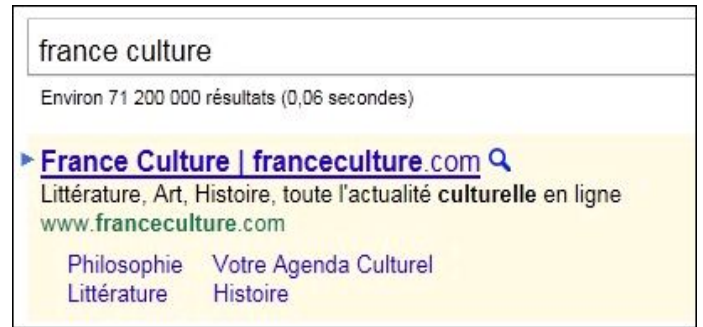 france culture
Environ 71 200 000 résultats (0,06 secondes)
France Culture | franceculture.com
Littérature, Art, Histoire, toute l'actualité culturelle en ligne
www.franceculture.com
Philosophie Votre Agenda Culturel
Littérature Histoire